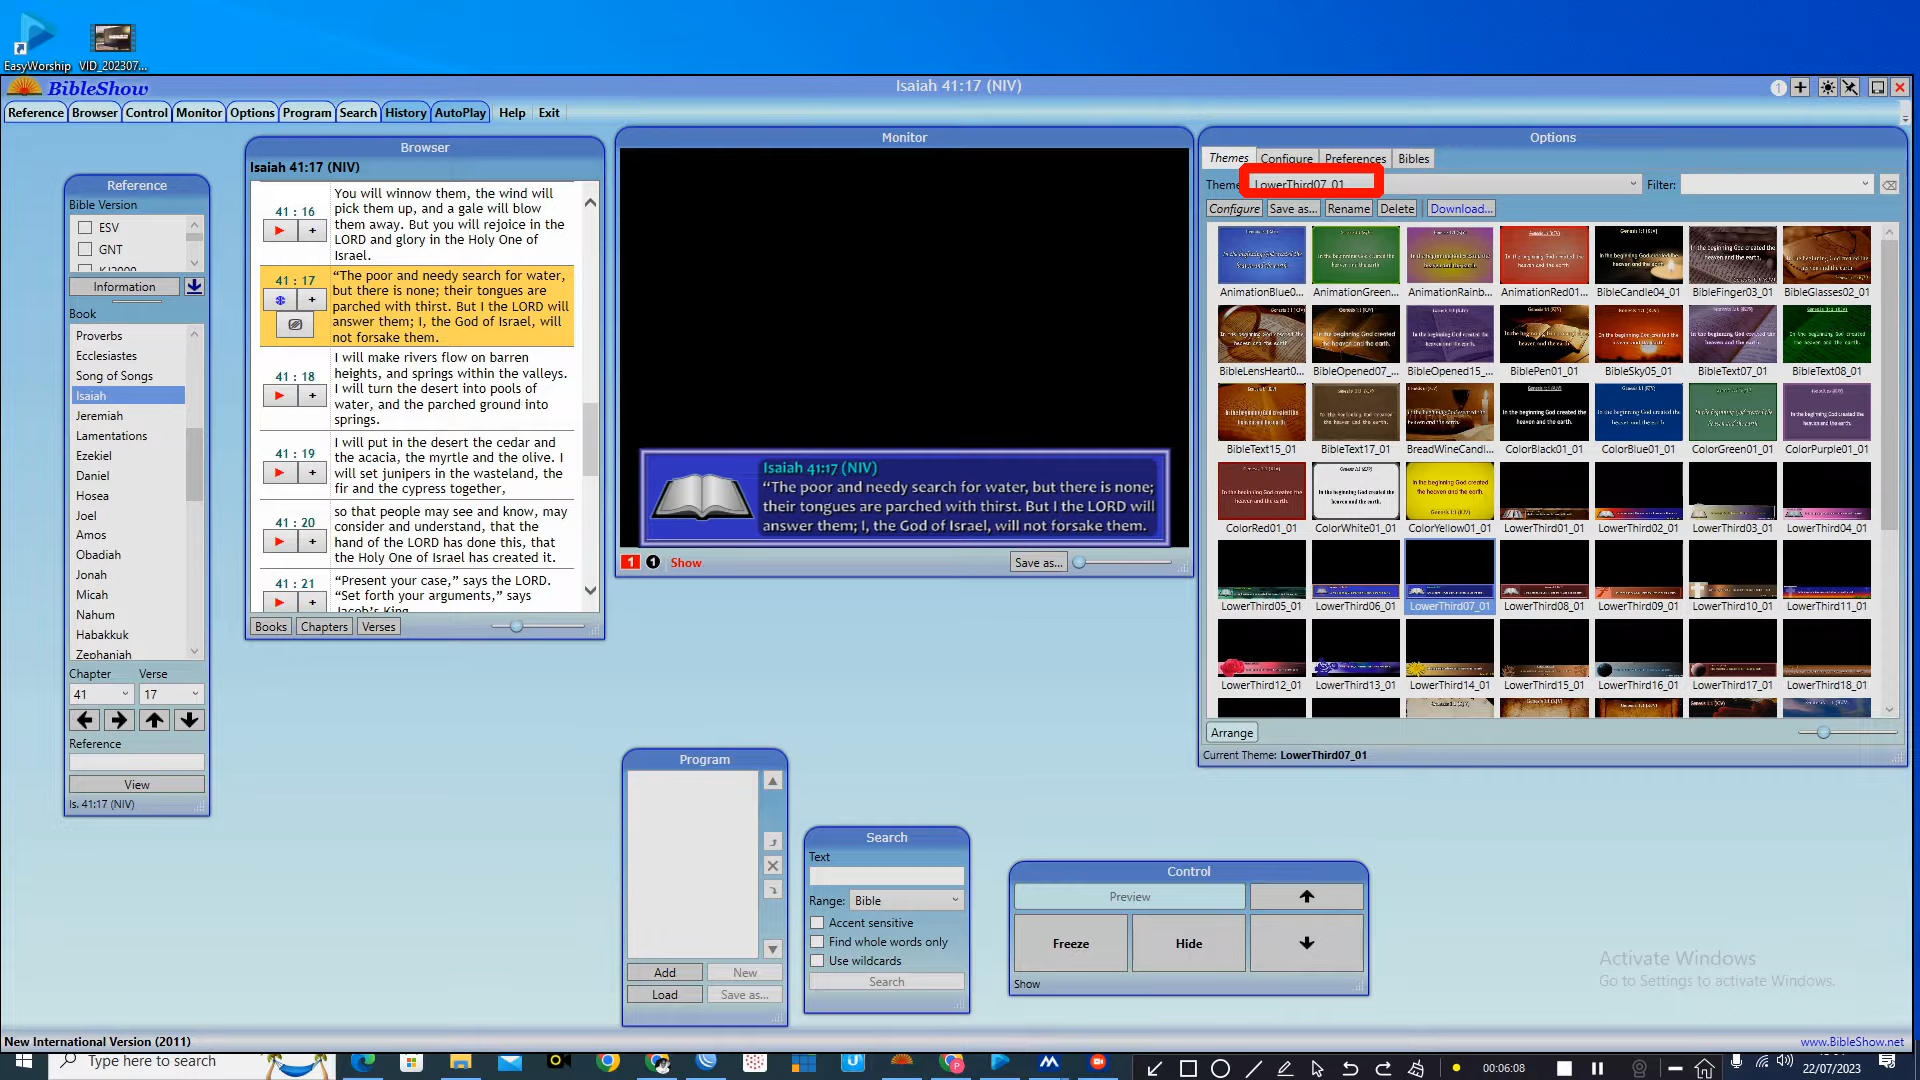 EasyWorship
VID_202307...
BibleShow
Isaiah 41:17 (NIV)
1
Reference
Browser
Control
Monitor
Options
Program
Search
History
AutoPlay
Help
Exit
Reference
Bible Version
ESV
GNT
Information
Book
Proverbs
Ecclesiastes
Song of Songs
Isaiah
Jeremiah
Lamentations
Ezekiel
Daniel
Hosea
Joel
Amos
Obadiah
Jonah
Micah
Nahum
Habakkuk
Zephaniah
Chapter Verse
41 17
Reference
View
Is. 41:17 (NIV)
Browser
Isaiah 41:17 (NIV)
41 : 16
You will winnow them, the wind will
pick them up, and a gale will blow
them away. But you will rejoice in the
LORD and glory in the Holy One of
Israel.
41 : 17
“The poor and needy search for water,
but there is none; their tongues are
parched with thirst. But I the LORD will
answer them; I, the God of Israel, will
not forsake them.
41 : 18
I will make rivers flow on barren
heights, and springs within the valleys.
I will turn the desert into pools of
water, and the parched ground into
springs.
41 : 19
I will put in the desert the cedar and
the acacia, the myrtle and the olive. I
will set junipers in the wasteland, the
fir and the cypress together,
41 : 20
so that people may see and know, may
consider and understand, that the
hand of the LORD has done this, that
the Holy One of Israel has created it.
41 : 21
“Present your case,” says the LORD.
“Set forth your arguments,” says
Jacob's King.
Books
Chapters
Verses
Monitor
Isaiah 41:17 (NIV)
“The poor and needy search for water, but there is none;
their tongues are parched with thirst. But I the LORD will
answer them; I, the God of Israel, will not forsake them.
1 1 Show
Save as...
Options
Themes
Configure
Preferences
Bibles
Theme
LowerThird07_01
Filter:
Configure
Save as...
Rename
Delete
Download...
AnimationBlue0...
AnimationGreen...
AnimationRainb...
AnimationRed01...
BibleCandle04_01
BibleFinger03_01
BibleGlasses02_01
BibleLensHeart0...
BibleOpened07_...
BibleOpened15_...
BiblePen01_01
BibleSky05_01
BibleText07_01
BibleText08_01
BibleText15_01
BibleText17_01
BreadWineCandl...
ColorBlack01_01
ColorBlue01_01
ColorGreen01_01
ColorPurple01_01
ColorRed01_01
ColorWhite01_01
ColorYellow01_01
LowerThird01_01
LowerThird02_01
LowerThird03_01
LowerThird04_01
LowerThird05_01
LowerThird06_01
LowerThird07_01
LowerThird08_01
LowerThird09_01
LowerThird10_01
LowerThird11_01
LowerThird12_01
LowerThird13_01
LowerThird14_01
LowerThird15_01
LowerThird16_01
LowerThird17_01
LowerThird18_01
Arrange
Current Theme: LowerThird07_01
Program
Add
New
Load
Save as...
Search
Text
Range: Bible
Accent sensitive
Find whole words only
Use wildcards
Search
Control
Preview
Freeze
Hide
Show
Activate Windows
Go to Settings to activate Windows.
New International Version (2011)
www.BibleShow.net
Type here to search
00:06:08
22/07/2023